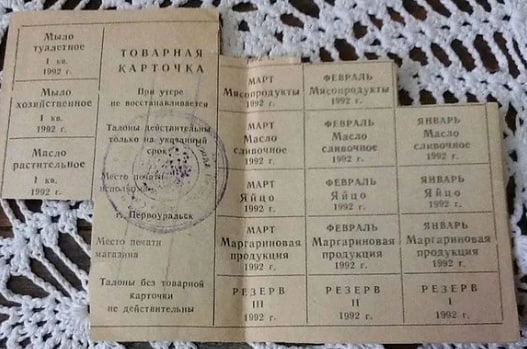 Мыло
туалетное
I кв.
1992 г.
Мыло
хозяйственное
I кв.
1992 г.
Масло
растительное
I кв.
1992 г.
ТОВАРНАЯ
КАРТОЧКА
При утере
не восстанавливается
Талоны действительны
только на указанный
срок
Место печати
исполкома
г. Первоуральск
Место печати
магазина
Талоны без товарной
карточки
не действительны
МАРТ
Мясопродукты
1992 г.
ФЕВРАЛЬ
Мясопродукты
1992 г.
МАРТ
Масло
сливочное
1992 г.
ФЕВРАЛЬ
Масло
сливочное
1992 г.
ЯНВАРЬ
Масло
сливочное
1992 г.
МАРТ
Яйцо
1992 г.
ФЕВРАЛЬ
Яйцо
1992 г.
ЯНВАРЬ
Яйцо
1992 г.
МАРТ
Маргариновая
продукция
1992 г.
ФЕВРАЛЬ
Маргариновая
продукция
1992 г.
ЯНВАРЬ
Маргариновая
продукция
1992 г.
РЕЗЕРВ
III
1992 г.
РЕЗЕРВ
II
1992 г.
РЕЗЕРВ
I
1992 г.